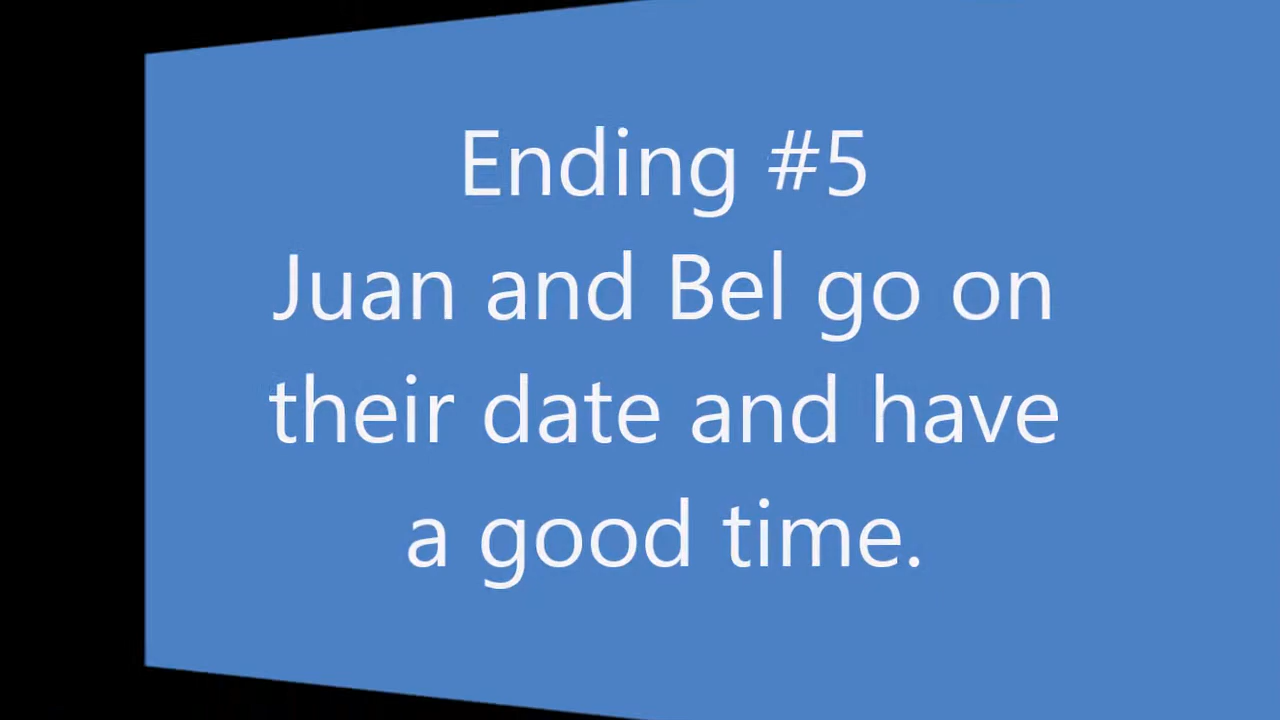 Ending #5
Juan and Bel go on
their date and have
a good time.